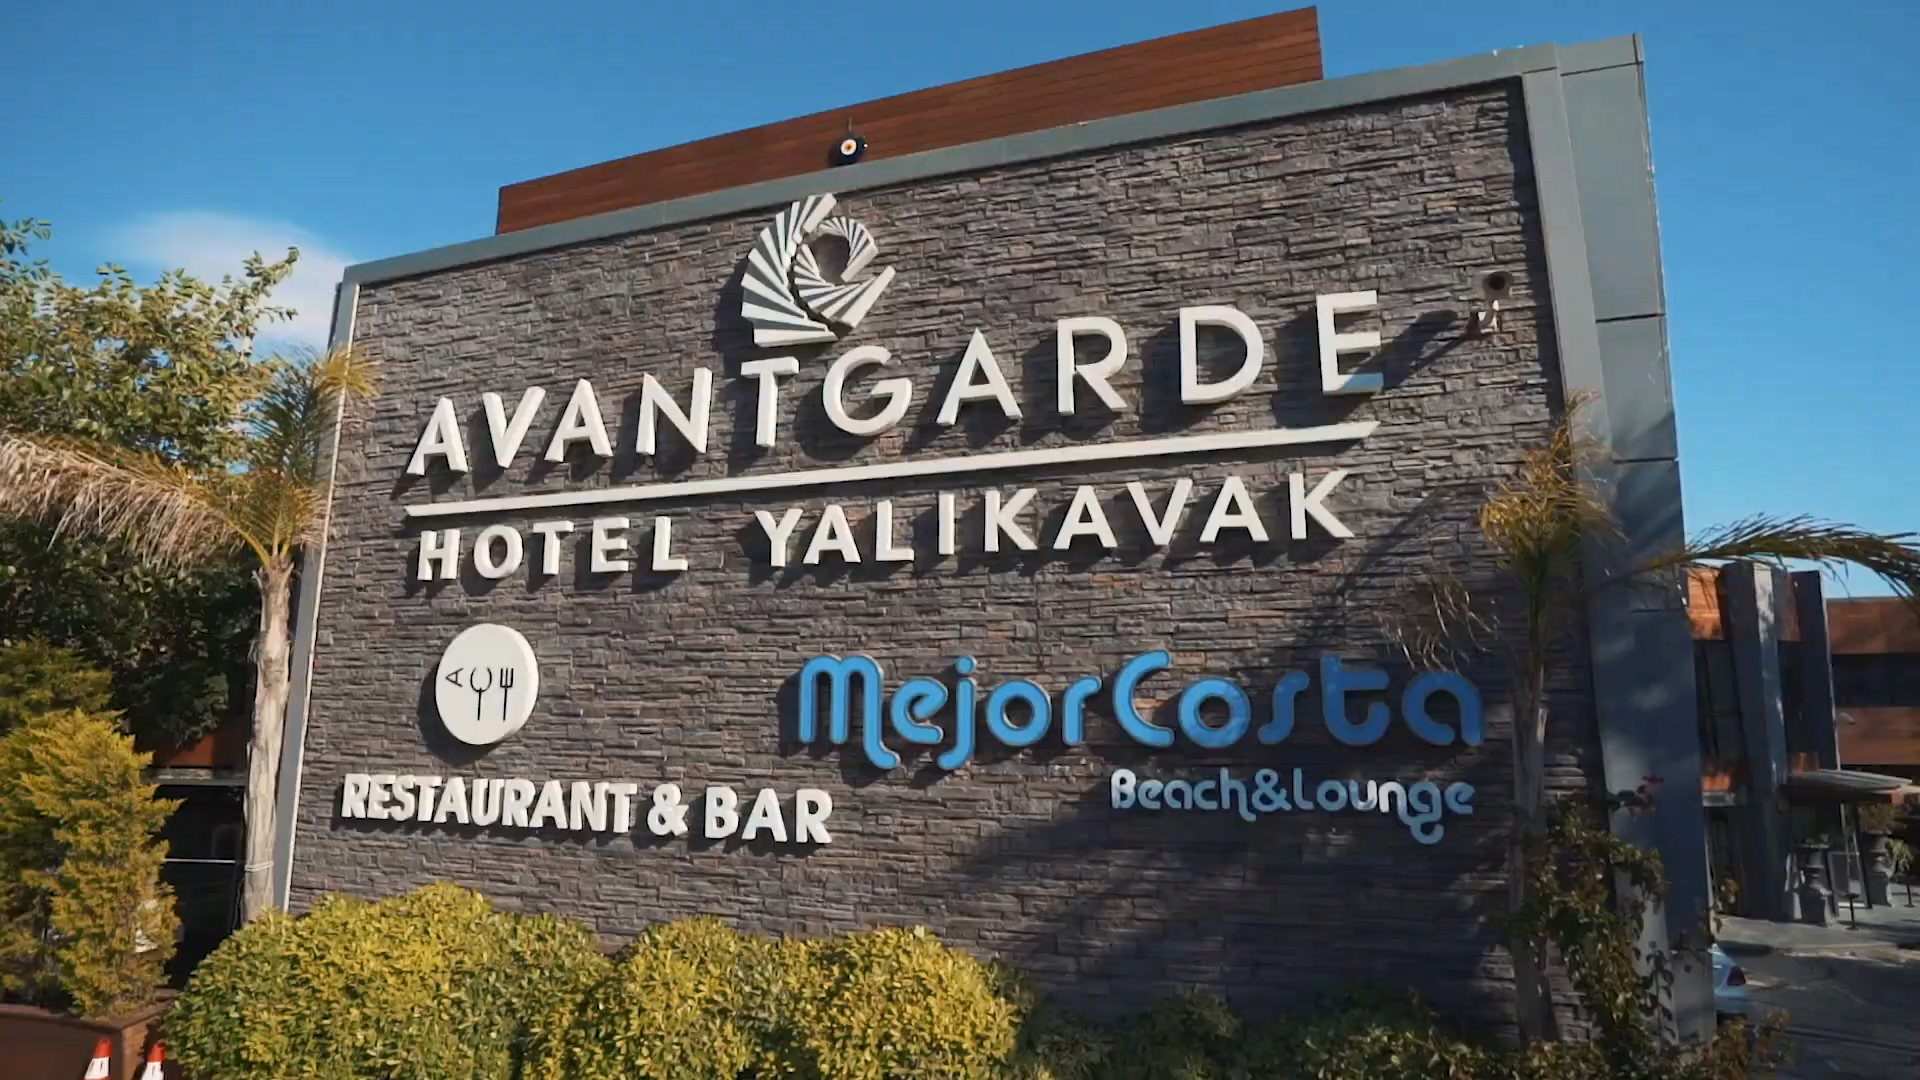 AVANTGARDE
HOTEL YALIKAVAK
A
RESTAURANT & BAR
MejorCosta
Beach&Lounge